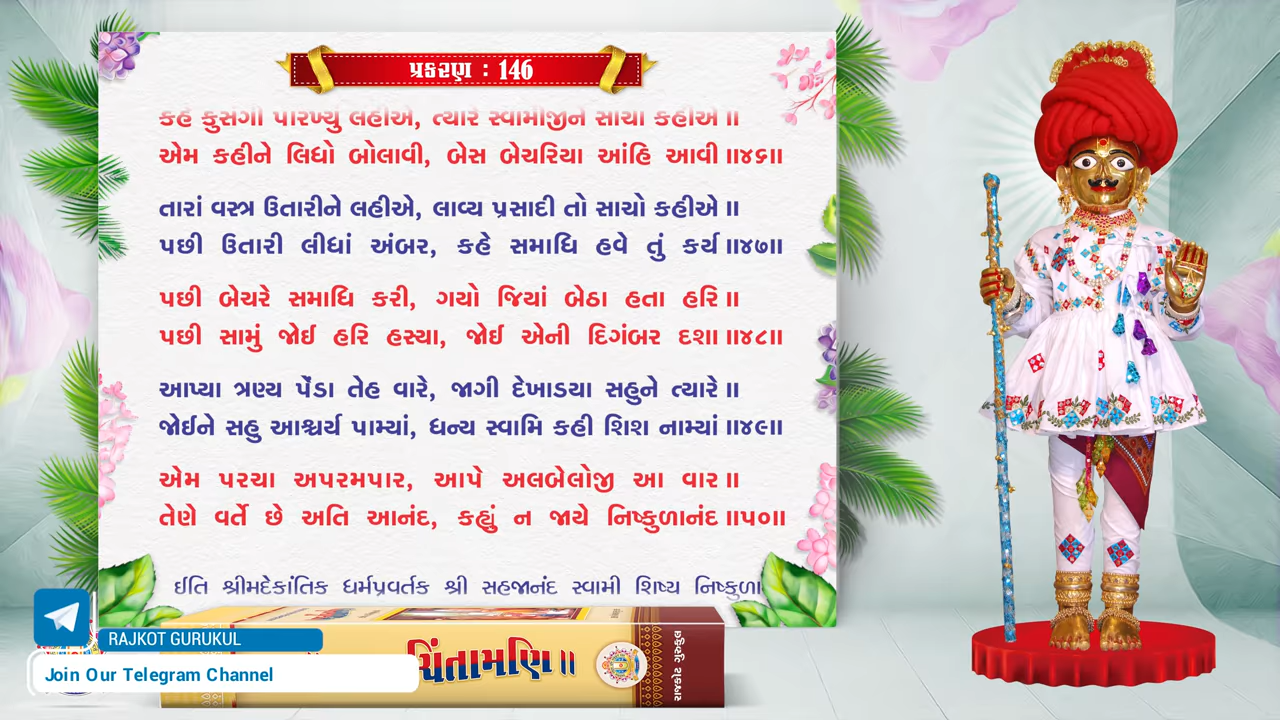 પ્રકરણ : 146
કહે કુસંગી પારખ્યું લહીએ, ત્યારે સ્વામીજીને સાચા કહીએ॥
એમ કહીને લિધો બોલાવી, બેસ બેચરિયા આંહિ આવી॥૪૬॥
તારાં વસ્ત્ર ઉતારીને લહીએ, લાવ્ય પ્રસાદી તો સાચો કહીએ॥
પછી ઉતારી લીધાં અંબર, કહે સમાધિ હવે તું કર્ય॥૪૭॥
પછી બેચરે સમાધિ કરી, ગયો જિયાં બેઠા હતા હરિ॥
પછી સામું જોઈ હરિ હસ્યા, જોઈ એની દિગંબર દશા॥૪૮॥
આપ્યા ત્રણ્ય પેંડા તેહ વારે, જાગી દેખાડયા સહુને ત્યારે॥
જોઈને સહુ આશ્ચર્ય પામ્યાં, ધન્ય સ્વામિ કહી શિશ નામ્યાં॥૪૯॥
એમ પરચા અપરમપાર, આપે અલબેલોજી આ વાર॥
તેણે વર્તે છે અતિ આનંદ, કહ્યું ન જાયે નિષ્કુળાનંદ॥૫૦॥
ઈતિ શ્રીમદેકાંતિક ધર્મપ્રવર્તક શ્રી સહજાનંદ સ્વામી શિષ્ય નિષ્કુળા
ચિંતામણિ॥
રાજકોટ ગુરુકુલ
RAJKOT GURUKUL
Join Our Telegram Channel